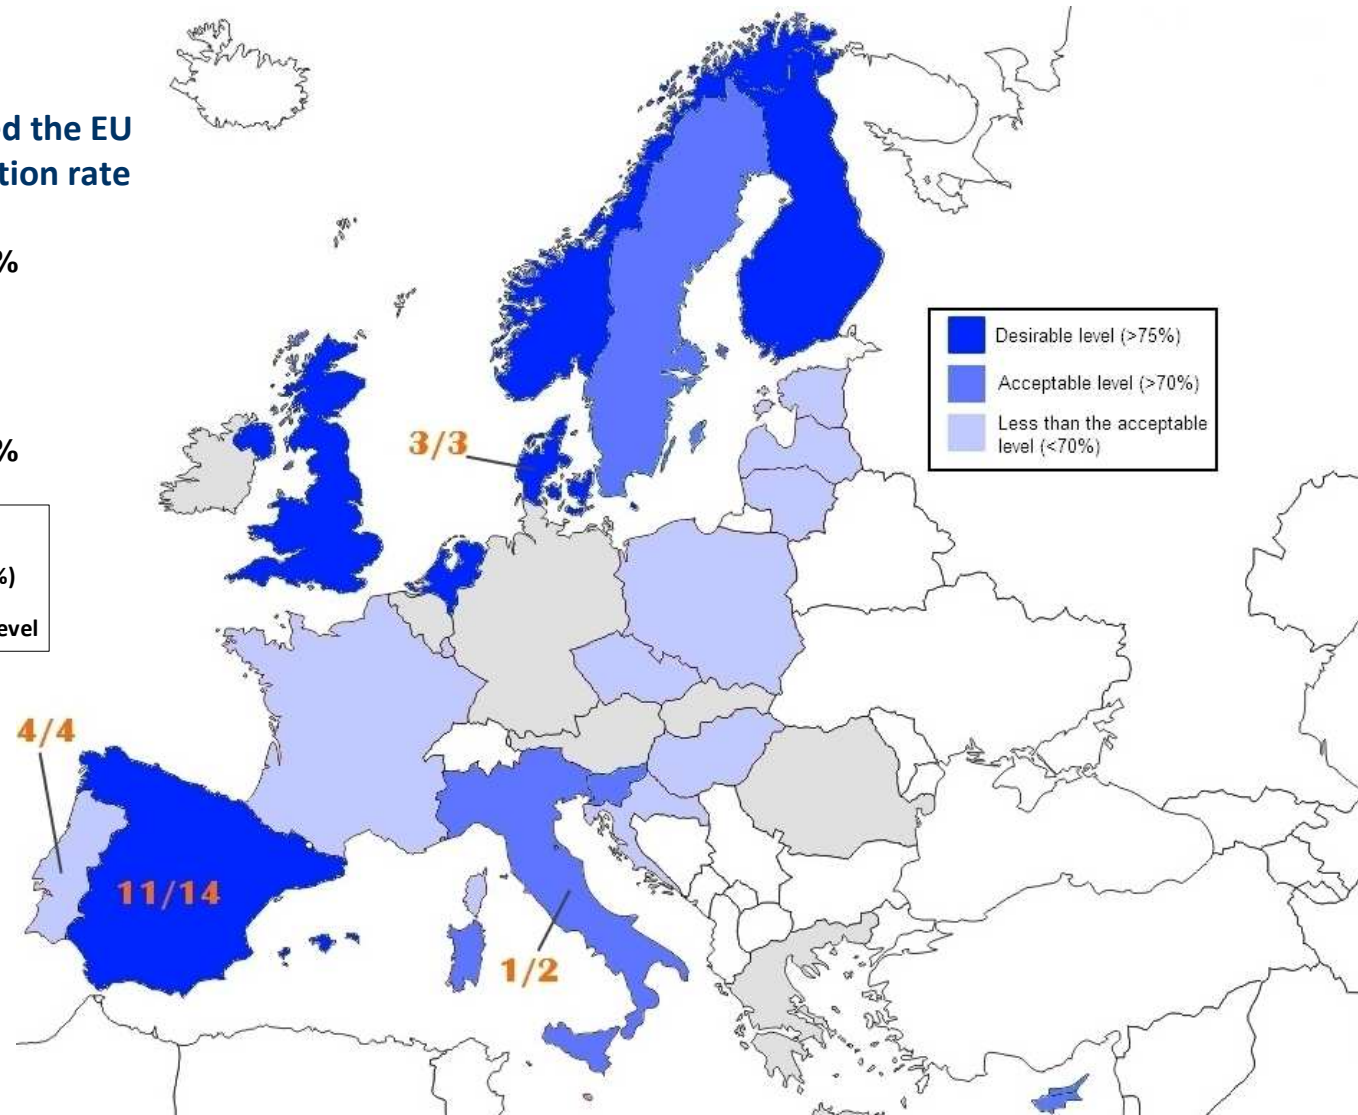 ed the EU
tion rate
%
%
%)
evel
Desirable level (>75%)
Acceptable level (>70%)
Less than the acceptable
level (<70%)
3/3
4/4
11/14
1/2